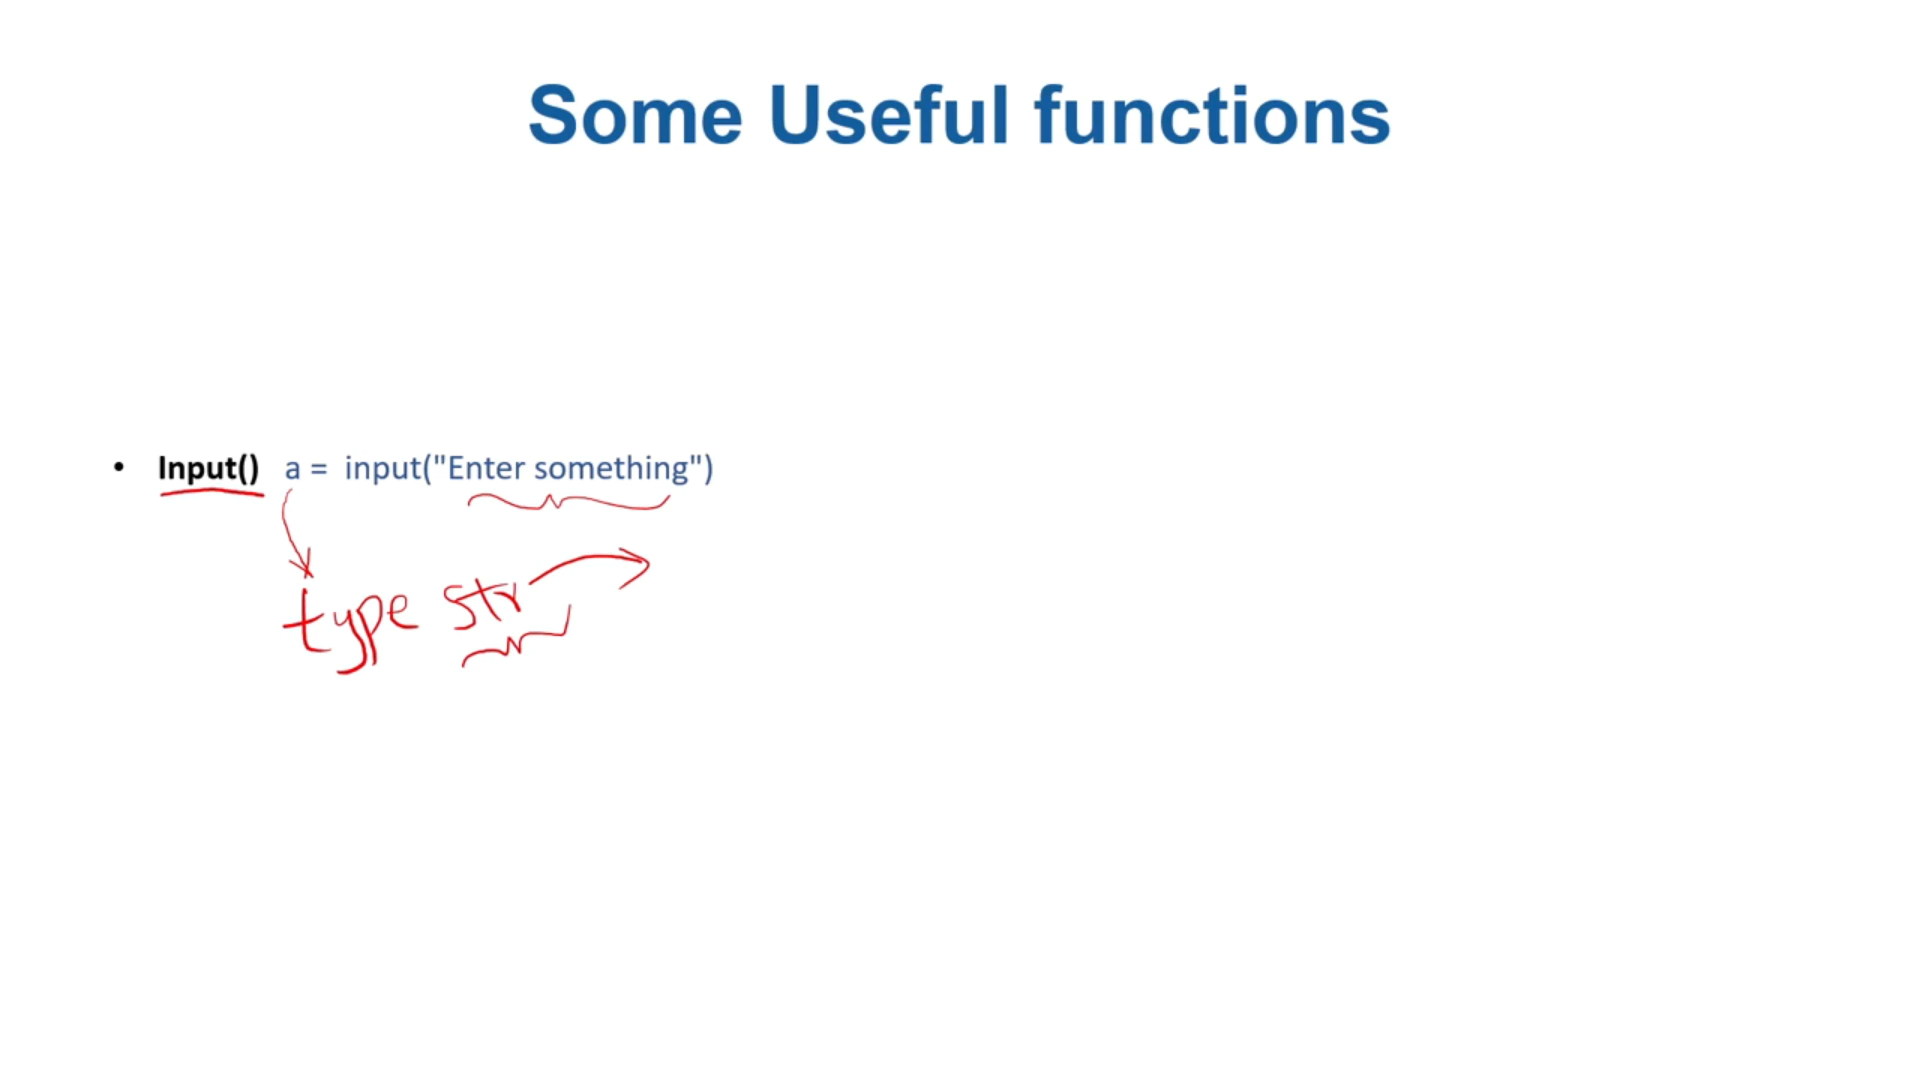 Some Useful functions
• Input() a = input("Enter something")
type str